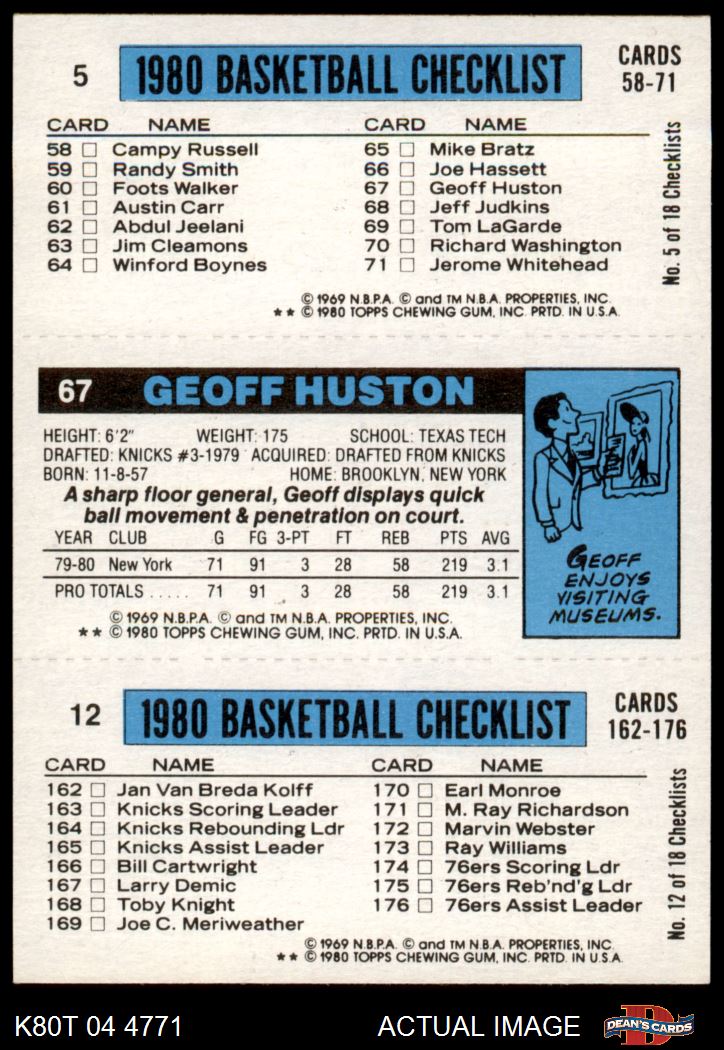 5
1980 BASKETBALL CHECKLIST
CARDS
58-71
CARD NAME
CARD NAME
58 □ Campy Russell
59 □ Randy Smith
60 □ Foots Walker
61 □ Austin Carr
62 □ Abdul Jeelani
63 □ Jim Cleamons
64 □ Winford Boynes
65 □ Mike Bratz
66 □ Joe Hassett
67 □ Geoff Huston
68 □ Jeff Judkins
69 □ Tom LaGarde
70 □ Richard Washington
71 □ Jerome Whitehead
No. 5 of 18 Checklists
© 1969 N.B.P.A. © and TM N.B.A. PROPERTIES, INC.
★★ © 1980 TOPPS CHEWING GUM, INC. PRTD. IN U.S.A.
67 GEOFF HUSTON
HEIGHT: 6'2" WEIGHT: 175 SCHOOL: TEXAS TECH
DRAFTED: KNICKS #3-1979 ACQUIRED: DRAFTED FROM KNICKS
BORN: 11-8-57 HOME: BROOKLYN, NEW YORK
A sharp floor general, Geoff displays quick
ball movement & penetration on court.
YEAR CLUB G FG 3-PT FT REB PTS AVG
79-80 New York 71 91 3 28 58 219 3.1
PRO TOTALS ..... 71 91 3 28 58 219 3.1
© 1969 N.B.P.A. © and TM N.B.A. PROPERTIES, INC.
★★ © 1980 TOPPS CHEWING GUM, INC. PRTD. IN U.S.A.
GEOFF
ENJOYS
VISITING
MUSEUMS.
12
1980 BASKETBALL CHECKLIST
CARDS
162-176
CARD NAME
CARD NAME
162 □ Jan Van Breda Kolff
163 □ Knicks Scoring Leader
164 □ Knicks Rebounding Ldr
165 □ Knicks Assist Leader
166 □ Bill Cartwright
167 □ Larry Demic
168 □ Toby Knight
169 □ Joe C. Meriweather
170 □ Earl Monroe
171 □ M. Ray Richardson
172 □ Marvin Webster
173 □ Ray Williams
174 □ 76ers Scoring Ldr
175 □ 76ers Reb'nd'g Ldr
176 □ 76ers Assist Leader
No. 12 of 18 Checklists
© 1969 N.B.P.A. © and TM N.B.A. PROPERTIES, INC.
★★ © 1980 TOPPS CHEWING GUM, INC. PRTD. IN U.S.A.
K80T 04 4771
ACTUAL IMAGE
D
DEAN'S CARDS